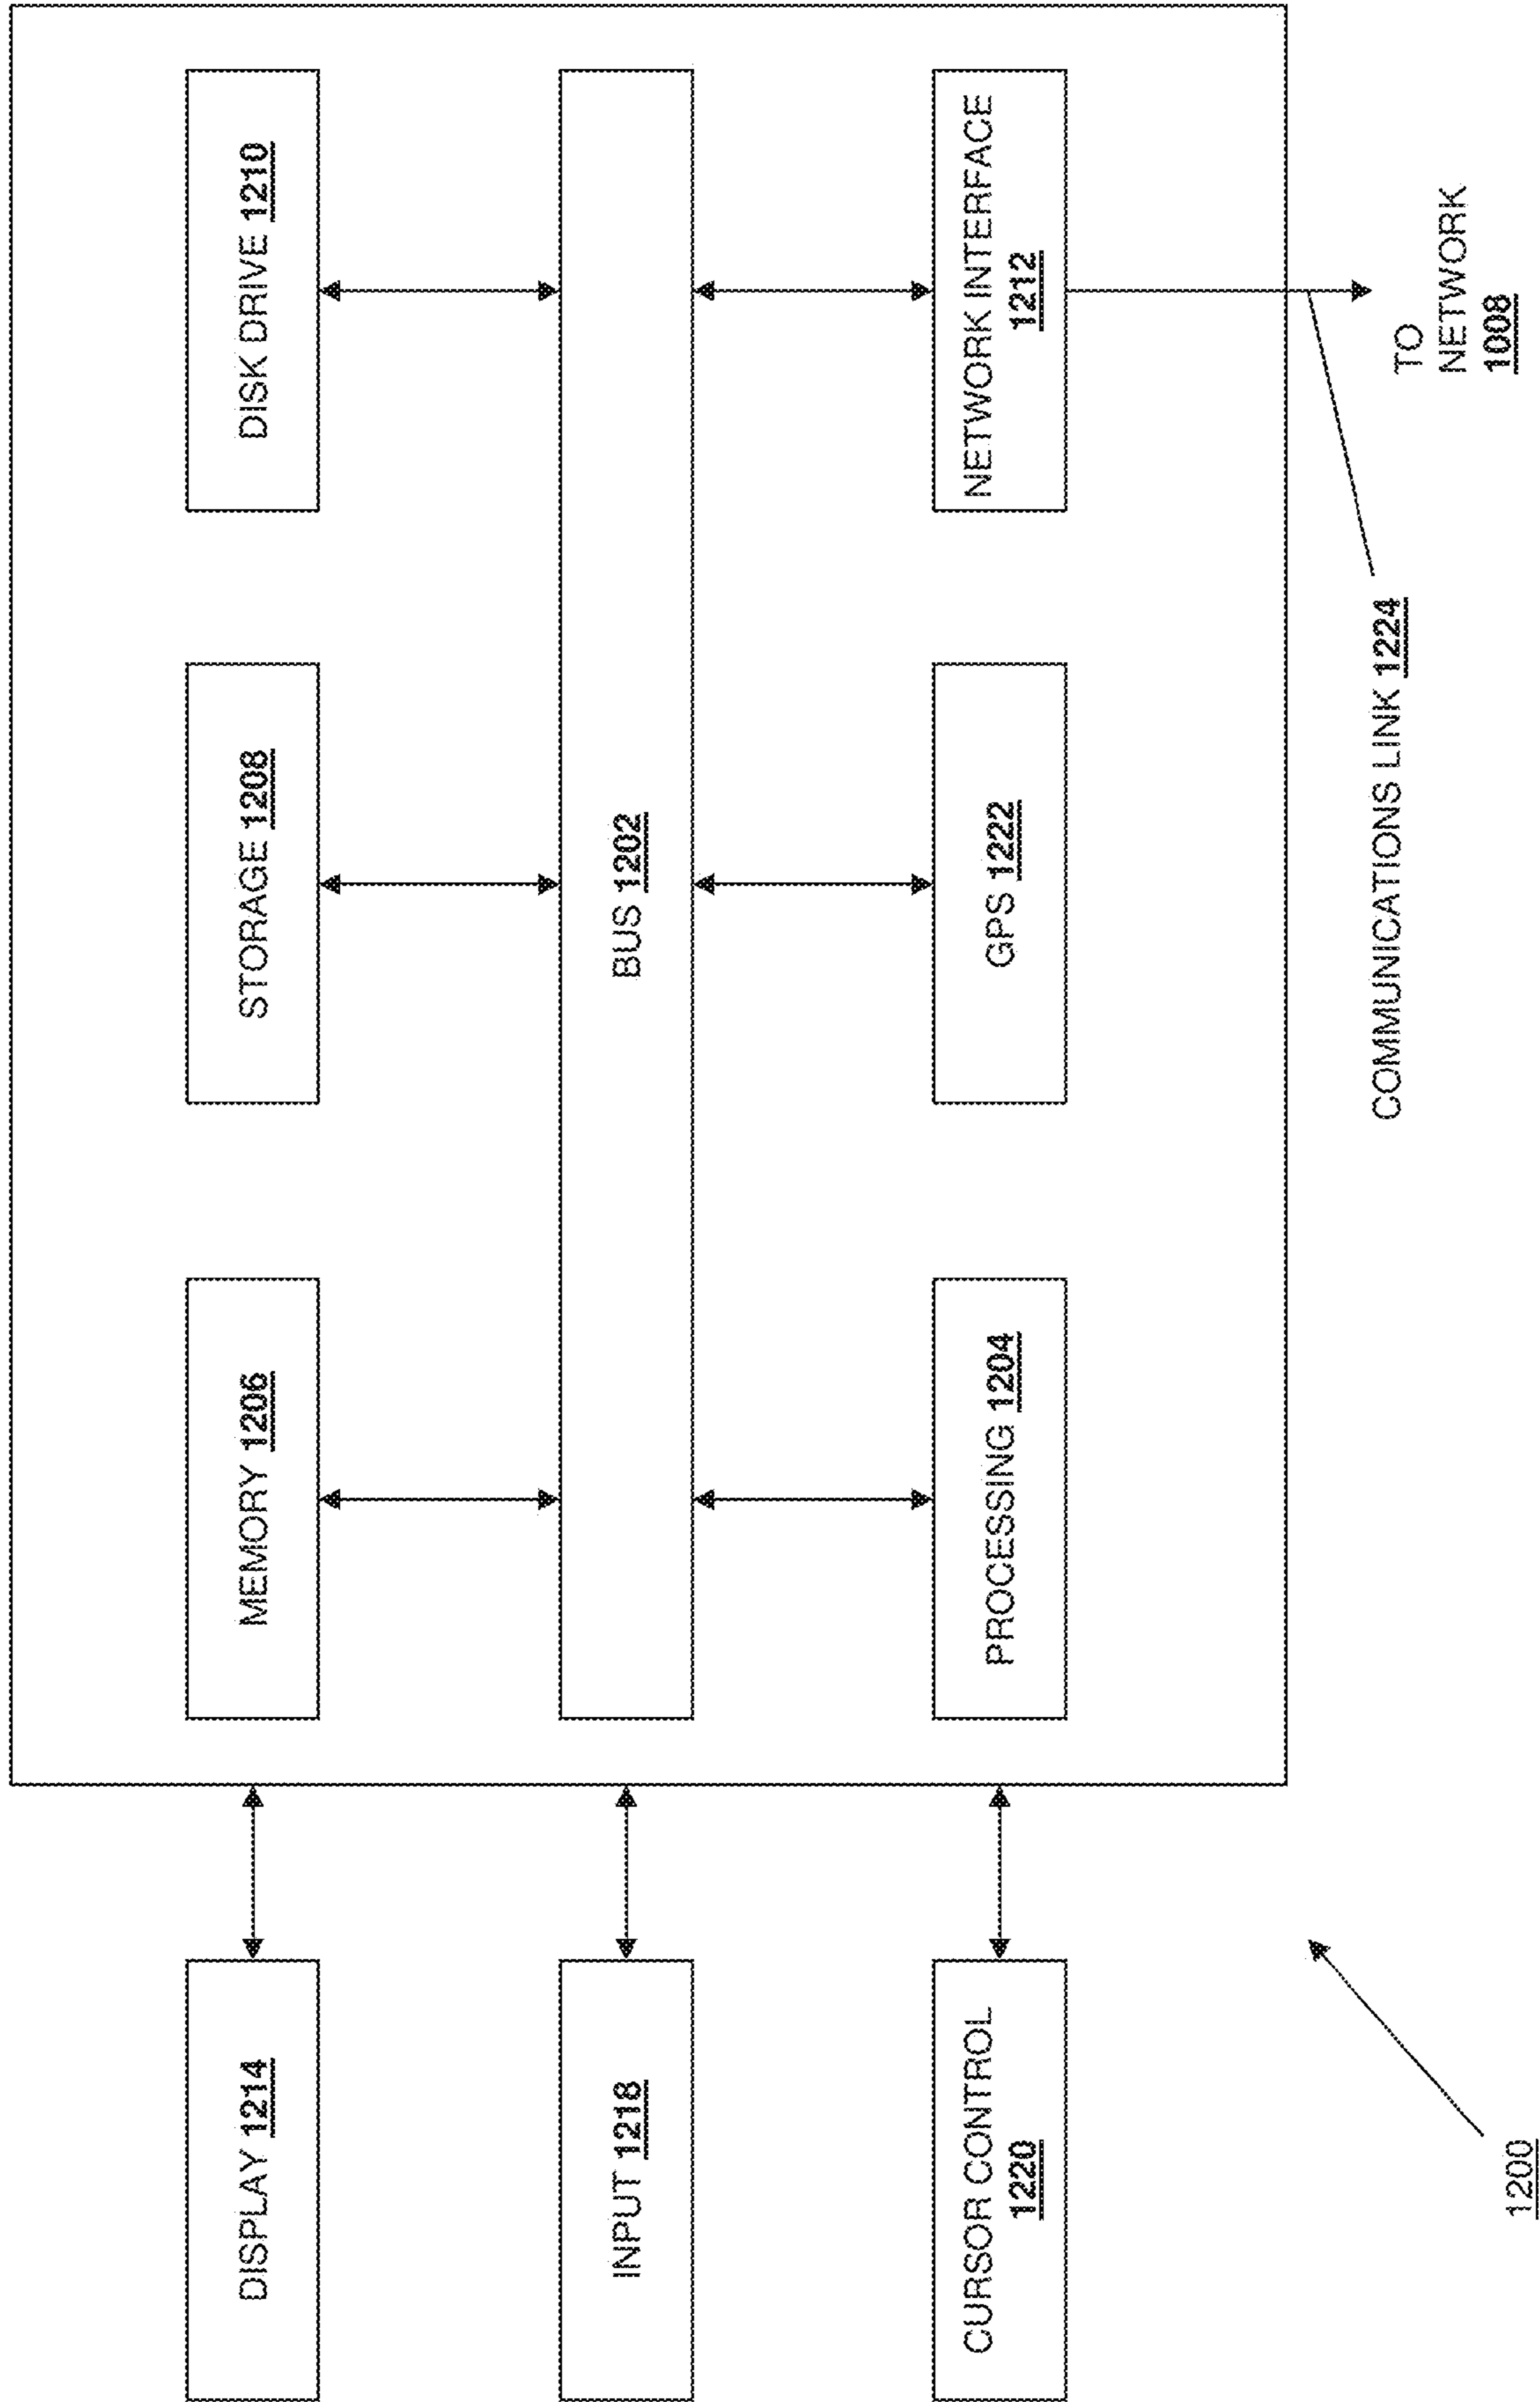 DISPLAY 1214
MEMORY 1206
STORAGE 1208
DISK DRIVE 1210
INPUT 1218
BUS 1202
CURSOR CONTROL
1220
PROCESSING 1204
GPS 1222
NETWORK INTERFACE
1212
COMMUNICATIONS LINK 1224
TO
NETWORK
1008
1200